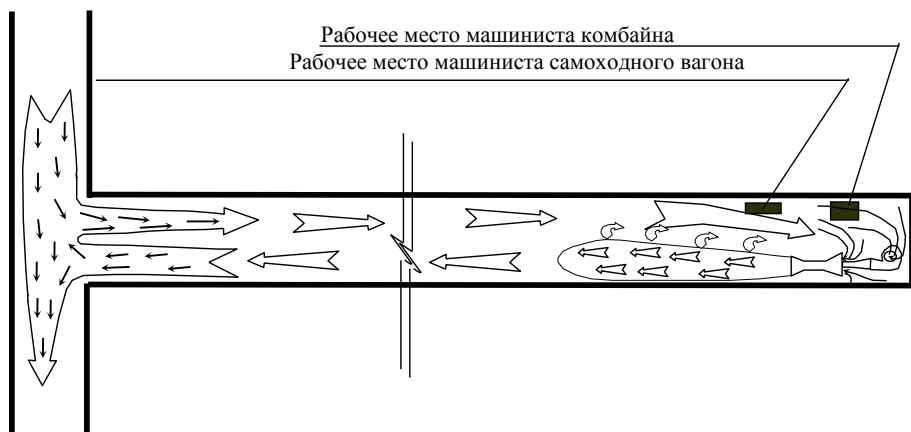 Рабочее место машиниста комбайна
Рабочее место машиниста самоходного вагона